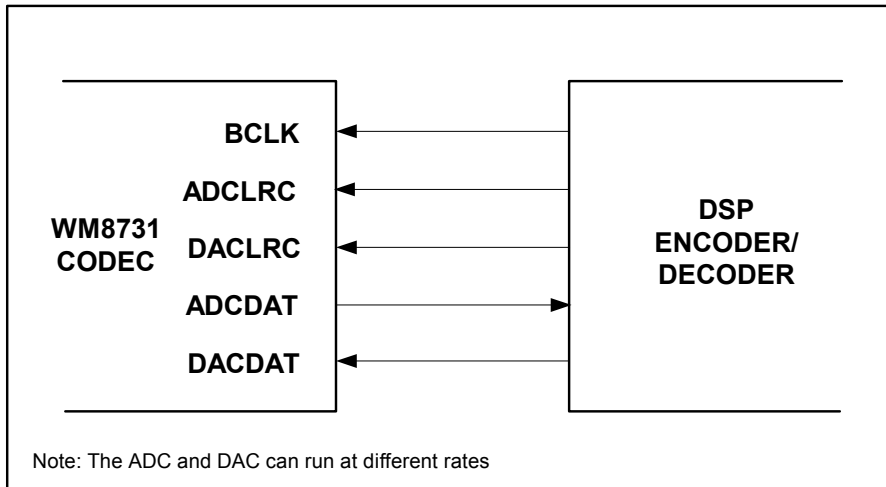 BCLK
ADCLRC
WM8731
CODEC
DACLRC
ADCDAT
DACDAT
DSP
ENCODER/
DECODER
Note: The ADC and DAC can run at different rates